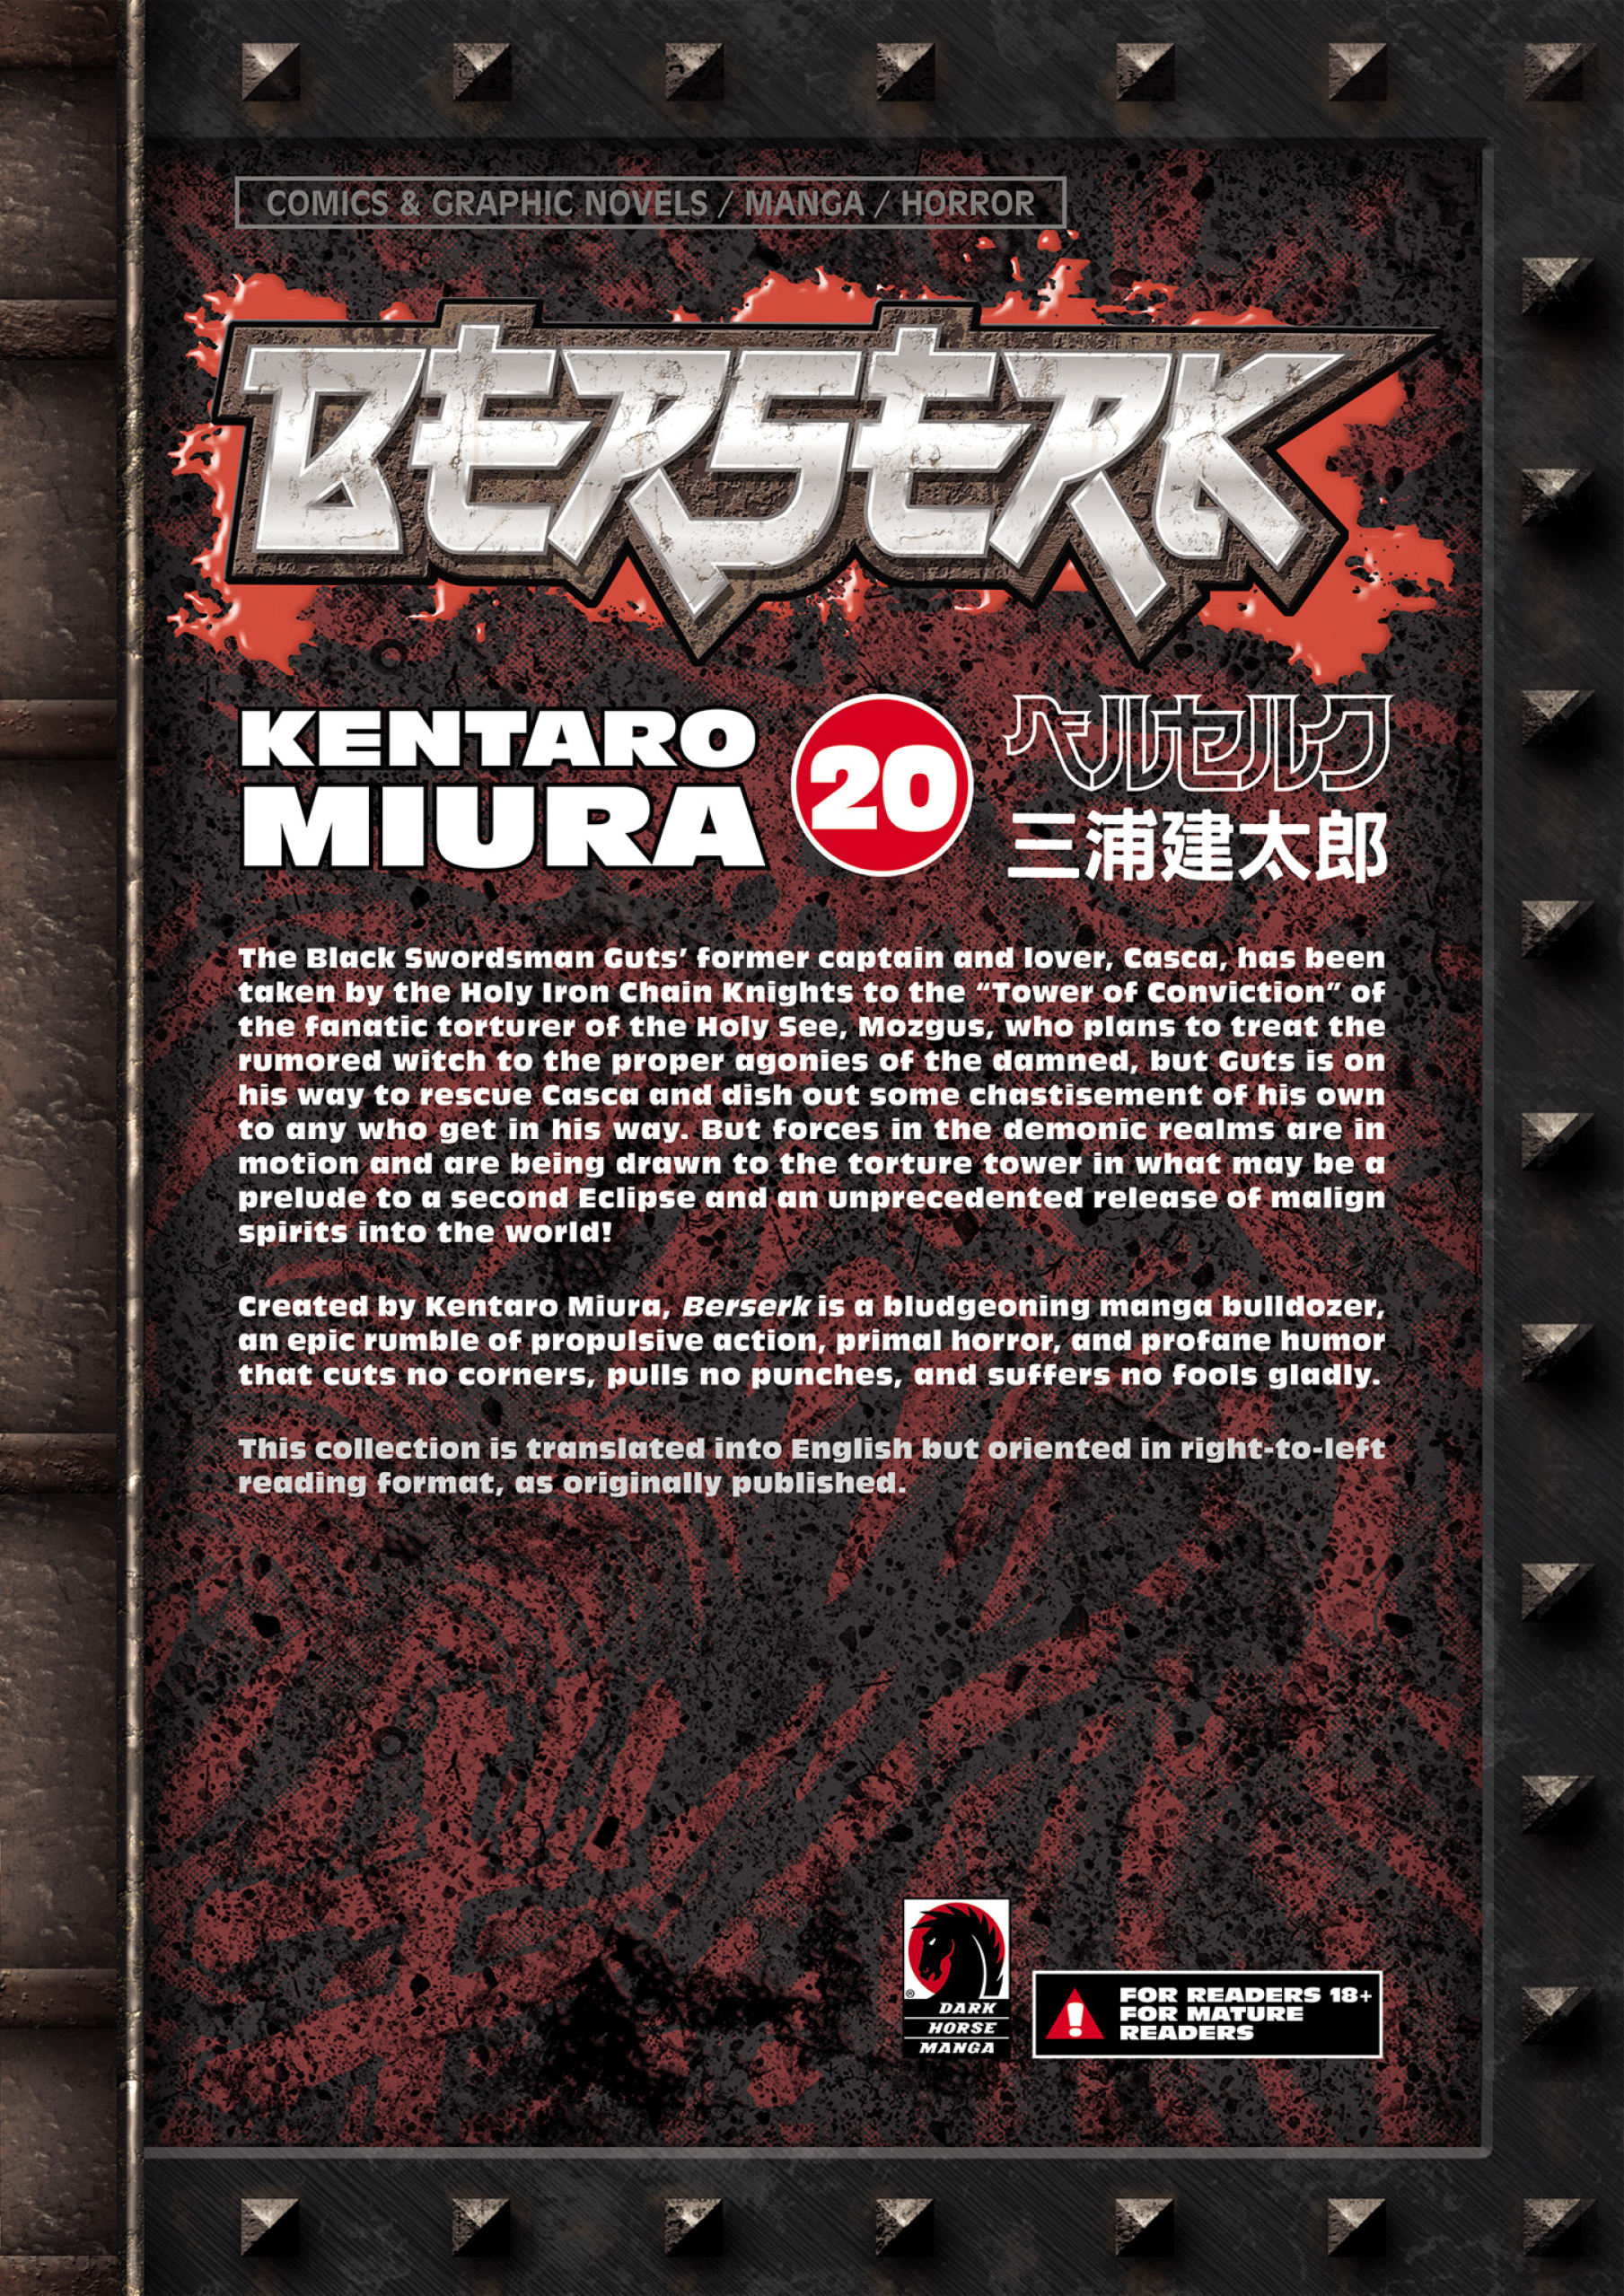 COMICS & GRAPHIC NOVELS / MANGA / HORROR
BERSERK
KENTARO
MIURA
20
ベルセルク
三浦建太郎
The Black Swordsman Guts’ former captain and lover, Casca, has been
taken by the Holy Iron Chain Knights to the “Tower of Conviction” of
the fanatic torturer of the Holy See, Mozgus, who plans to treat the
rumored witch to the proper agonies of the damned, but Guts is on
his way to rescue Casca and dish out some chastisement of his own
to any who get in his way. But forces in the demonic realms are in
motion and are being drawn to the torture tower in what may be a
prelude to a second Eclipse and an unprecedented release of malign
spirits into the world!
Created by Kentaro Miura, Berserk is a bludgeoning manga bulldozer,
an epic rumble of propulsive action, primal horror, and profane humor
that cuts no corners, pulls no punches, and suffers no fools gladly.
This collection is translated into English but oriented in right-to-left
reading format, as originally published.
®
DARK
HORSE
MANGA
FOR READERS 18+
FOR MATURE
READERS